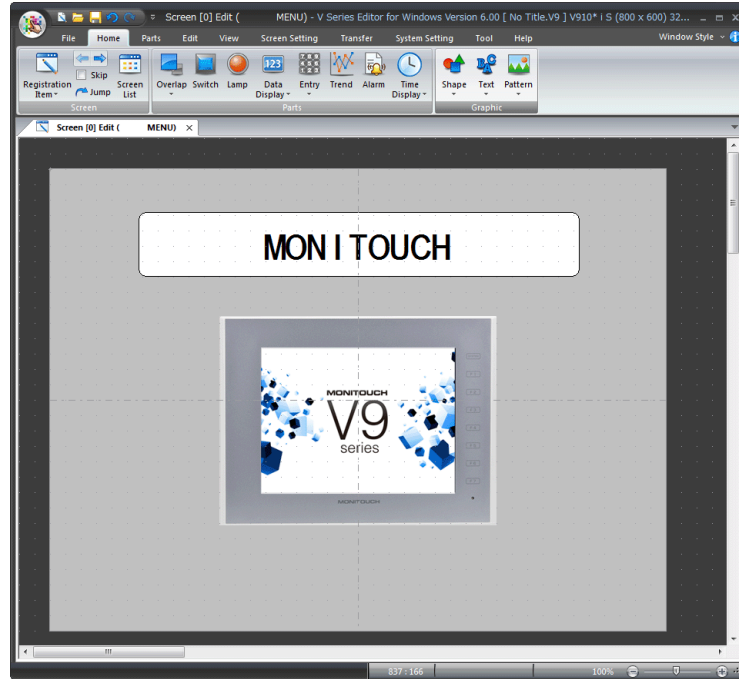 Screen [0] Edit (        MENU) - V Series Editor for Windows Version 6.00 [ No Title.V9 ] V910* i S (800 x 600) 32...
File Home Parts Edit View Screen Setting Transfer System Setting Tool Help Window Style
Registration Item
Skip
Jump
Screen List
Overlap
Switch
Lamp
123
Data Display
Entry
Trend
Alarm
Time Display
Shape
Text
Pattern
Screen
Parts
Graphic
Screen [0] Edit (        MENU)
MONITOUCH
MONITOUCH
V9
series
MONITOUCH
837 : 166
100%